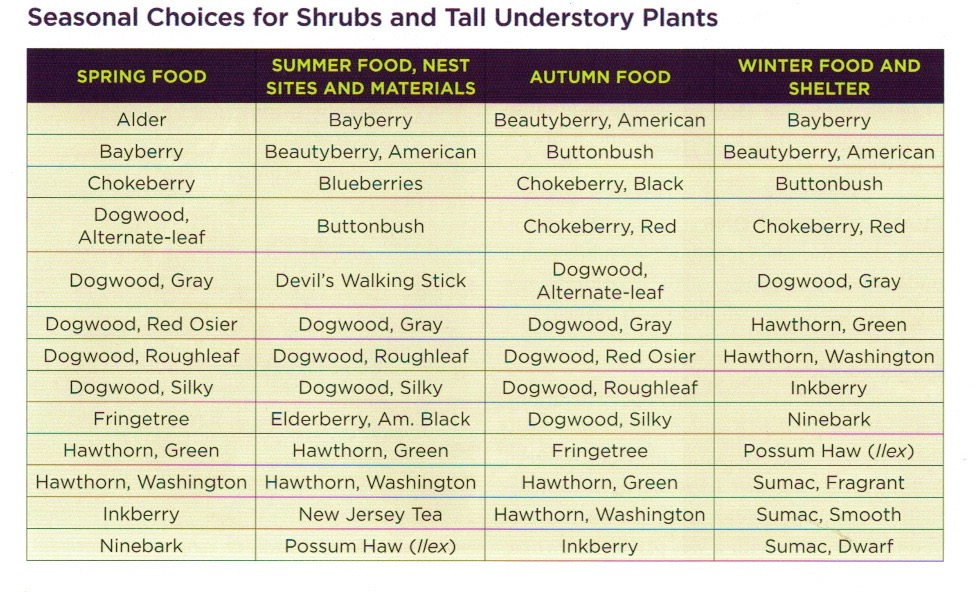 Seasonal Choices for Shrubs and Tall Understory Plants
SPRING FOOD
SUMMER FOOD, NEST
SITES AND MATERIALS
AUTUMN FOOD
WINTER FOOD AND
SHELTER
Alder
Bayberry
Beautyberry, American
Bayberry
Bayberry
Beautyberry, American
Buttonbush
Beautyberry, American
Chokeberry
Blueberries
Chokeberry, Black
Buttonbush
Dogwood,
Alternate-leaf
Buttonbush
Chokeberry, Red
Chokeberry, Red
Dogwood, Gray
Devil's Walking Stick
Dogwood,
Alternate-leaf
Dogwood, Gray
Dogwood, Red Osier
Dogwood, Gray
Dogwood, Gray
Hawthorn, Green
Dogwood, Roughleaf
Dogwood, Roughleaf
Dogwood, Red Osier
Hawthorn, Washington
Dogwood, Silky
Dogwood, Silky
Dogwood, Roughleaf
Inkberry
Fringetree
Elderberry, Am. Black
Dogwood, Silky
Ninebark
Hawthorn, Green
Hawthorn, Green
Fringetree
Possum Haw (Ilex)
Hawthorn, Washington
Hawthorn, Washington
Hawthorn, Green
Sumac, Fragrant
Inkberry
New Jersey Tea
Hawthorn, Washington
Sumac, Smooth
Ninebark
Possum Haw (Ilex)
Inkberry
Sumac, Dwarf